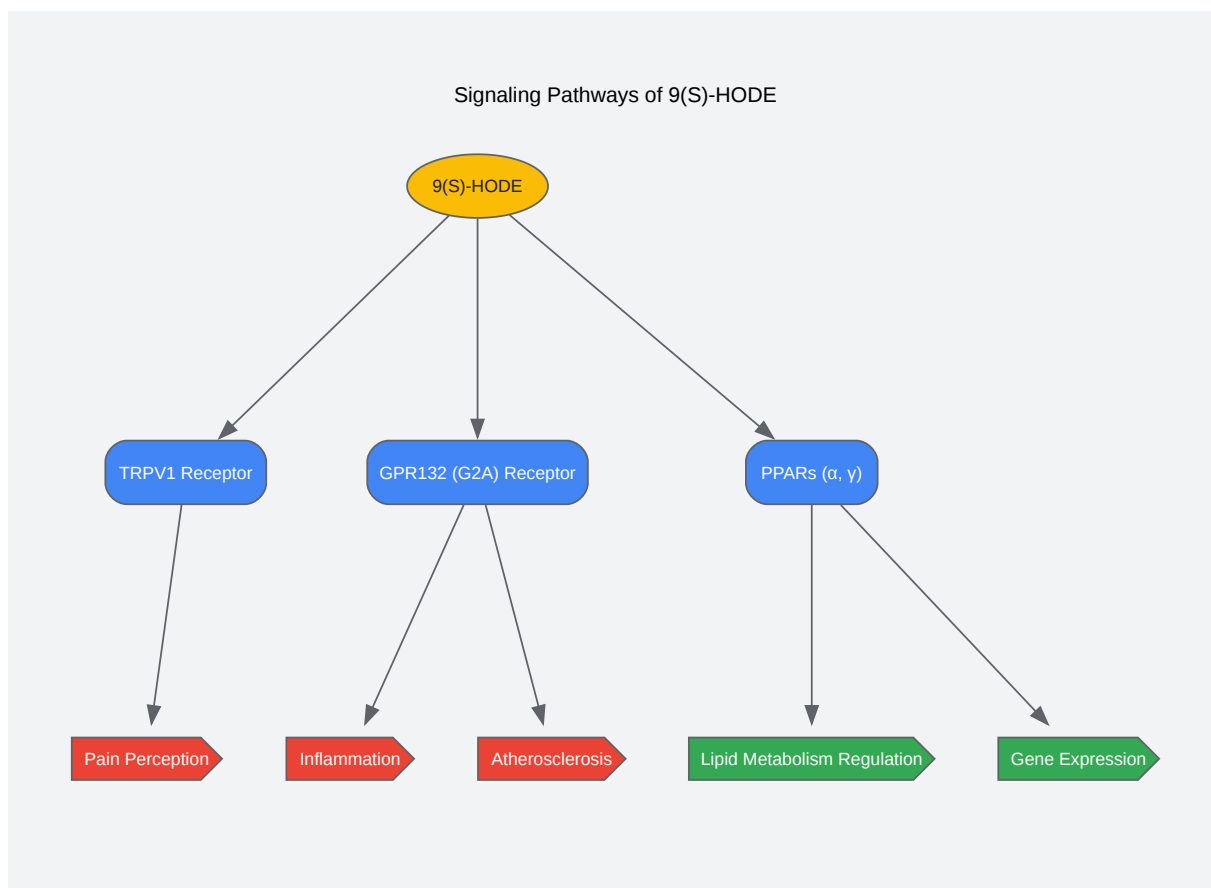 Signaling Pathways of 9(S)-HODE
9(S)-HODE
TRPV1 Receptor
GPR132 (G2A) Receptor
PPARs (α, γ)
Pain Perception
Inflammation
Atherosclerosis
Lipid Metabolism Regulation
Gene Expression